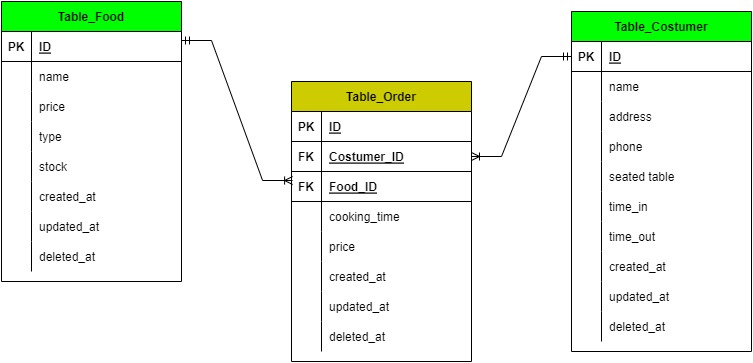 Table_Food
PK ID
name
price
type
stock
created_at
updated_at
deleted_at
Table_Order
PK ID
FK Costumer_ID
FK Food_ID
cooking_time
price
created_at
updated_at
deleted_at
Table_Costumer
PK ID
name
address
phone
seated table
time_in
time_out
created_at
updated_at
deleted_at